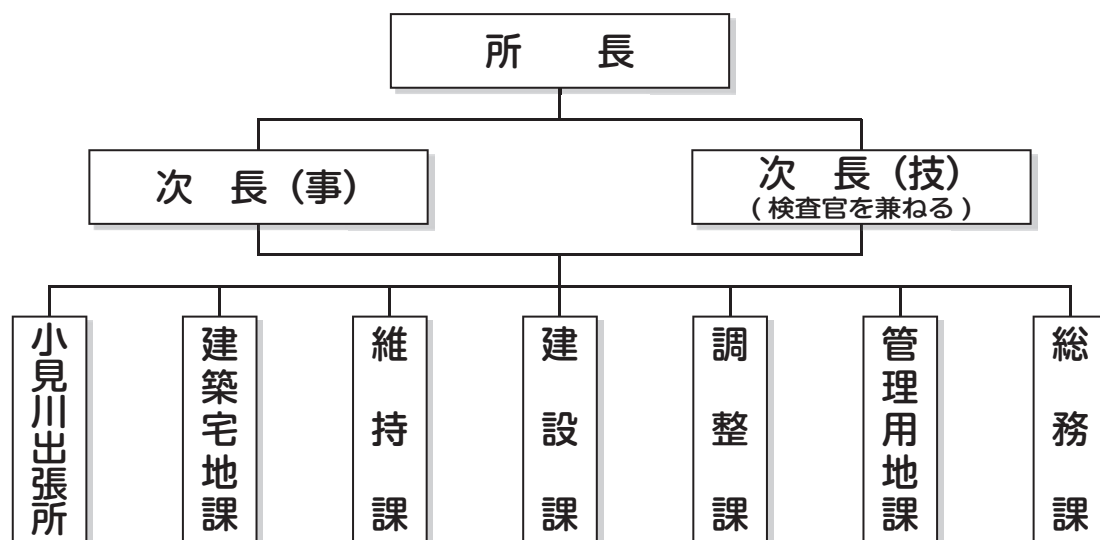 所　長
次　長（事）
次　長（技）
（検査官を兼ねる）
小見川出張所
建築宅地課
維持課
建設課
調整課
管理用地課
総務課